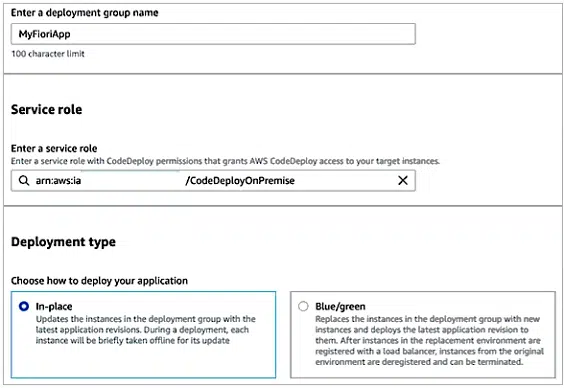 Enter a deployment group name
MyFioriApp
100 character limit
Service role
Enter a service role
Enter a service role with CodeDeploy permissions that grants AWS CodeDeploy access to your target instances.
arn:aws:ia /CodeDeployOnPremise
Deployment type
Choose how to deploy your application
In-place
Updates the instances in the deployment group with the
latest application revisions. During a deployment, each
instance will be briefly taken offline for its update
Blue/green
Replaces the instances in the deployment group with new
instances and deploys the latest application revision to
them. After instances in the replacement environment are
registered with a load balancer, instances from the original
environment are deregistered and can be terminated.